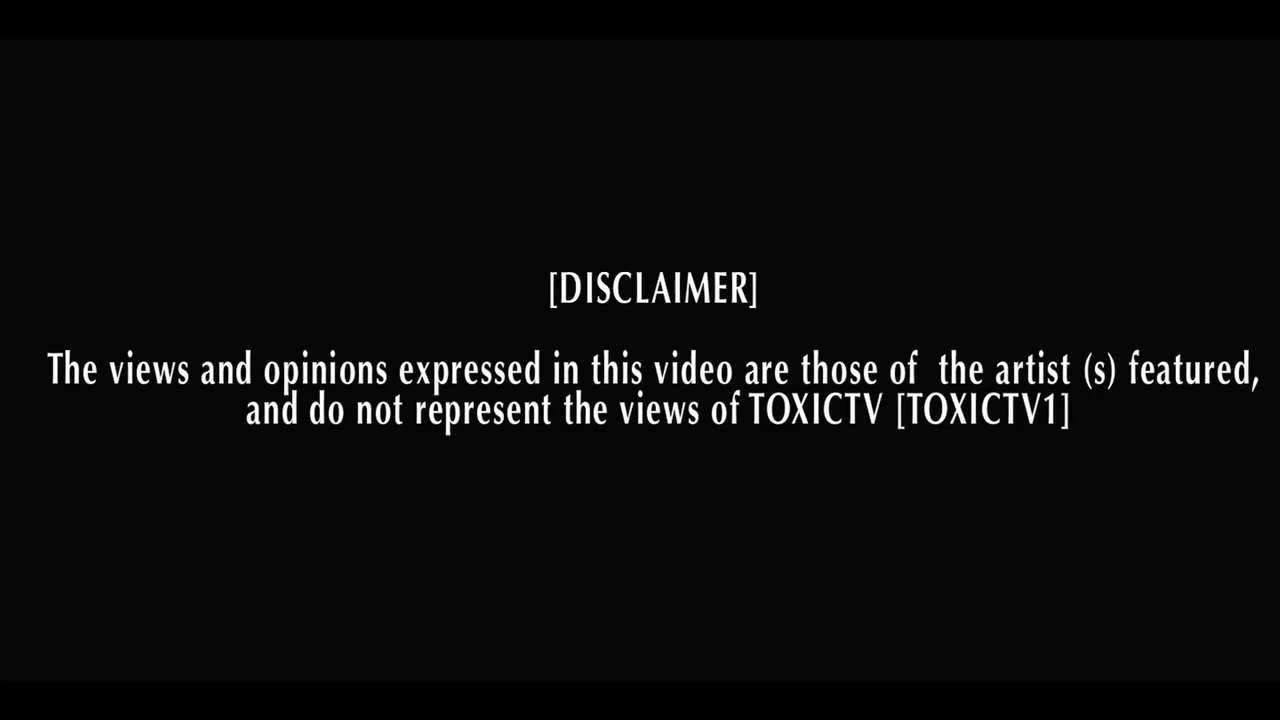 [DISCLAIMER]
The views and opinions expressed in this video are those of  the artist (s) featured,
and do not represent the views of TOXICTV [TOXICTV1]